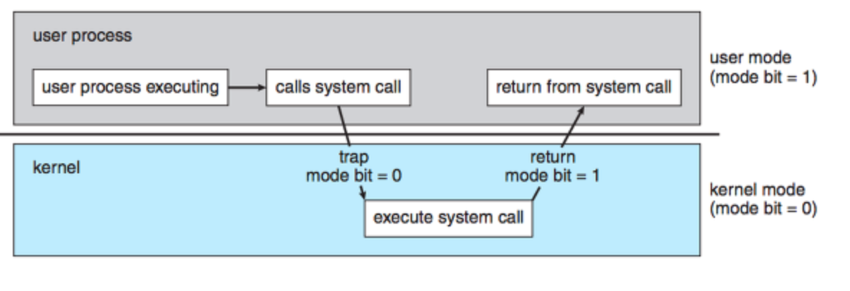 user process
user process executing
calls system call
return from system call
user mode
(mode bit = 1)
kernel
trap
mode bit = 0
return
mode bit = 1
execute system call
kernel mode
(mode bit = 0)